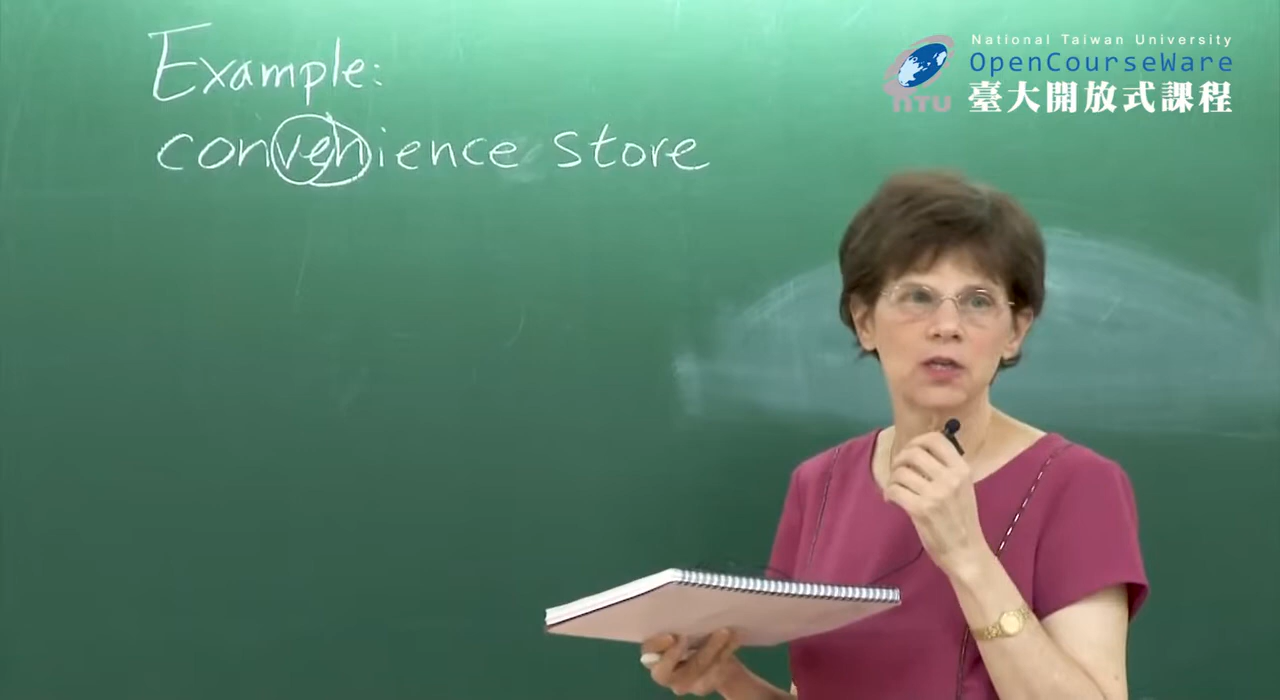 Example:
convenience store
National Taiwan University
OpenCourseWare
臺大開放式課程
NTU